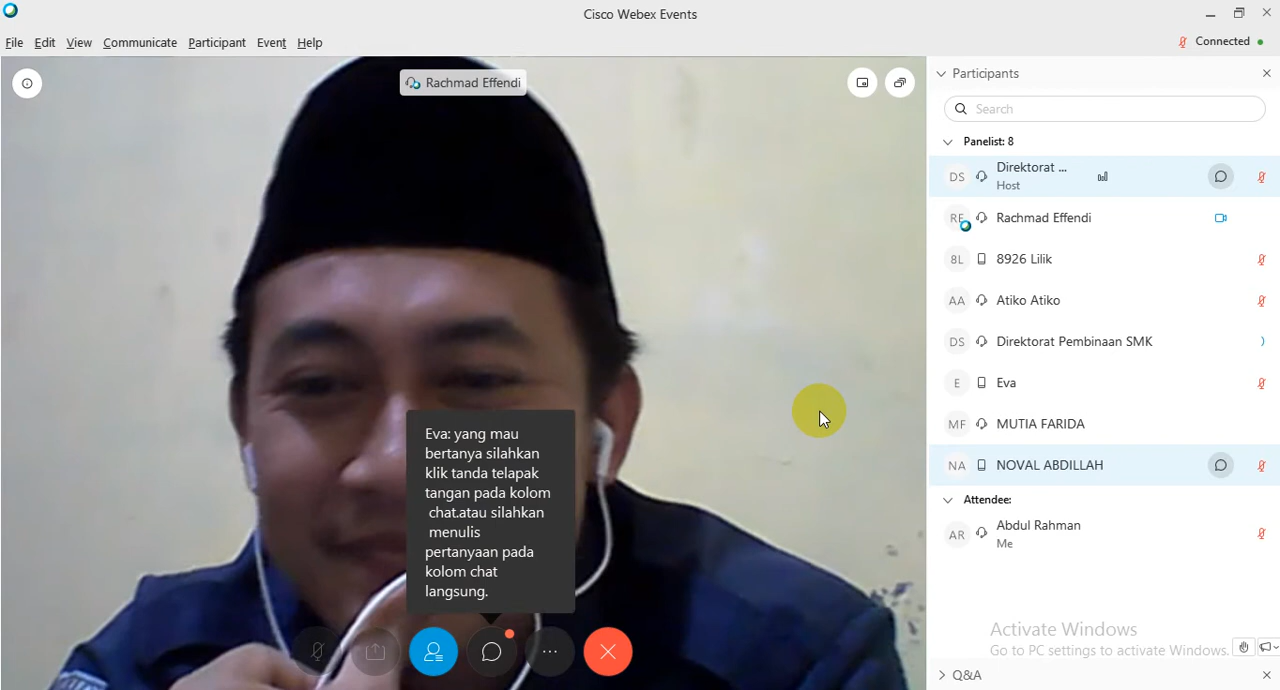 Cisco Webex Events
File Edit View Communicate Participant Event Help
Connected
Rachmad Effendi
Eva: yang mau
bertanya silahkan
klik tanda telapak
tangan pada kolom
chat.atau silahkan
menulis
pertanyaan pada
kolom chat
langsung.
Participants
Search
Panelist: 8
DS Direktorat ...
Host
RE Rachmad Effendi
8L 8926 Lilik
AA Atiko Atiko
DS Direktorat Pembinaan SMK
E Eva
MF MUTIA FARIDA
NA NOVAL ABDILLAH
Attendee:
AR Abdul Rahman
Me
Activate Windows
Go to PC settings to activate Windows.
Q&A